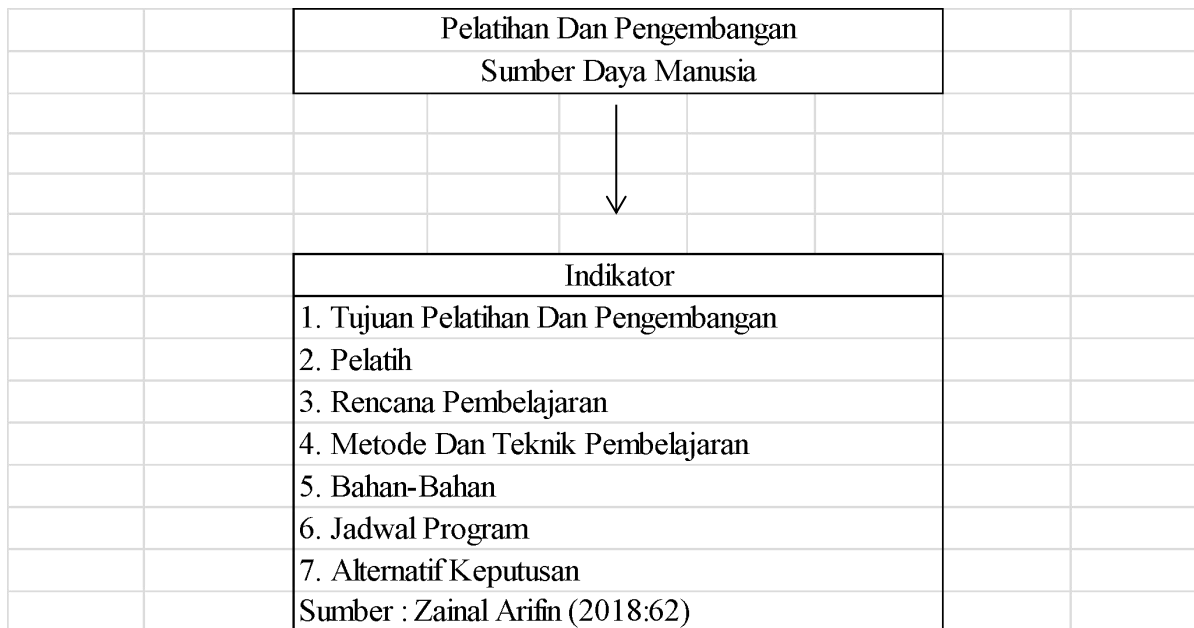 Pelatihan Dan Pengembangan
Sumber Daya Manusia
Indikator
1. Tujuan Pelatihan Dan Pengembangan
2. Pelatih
3. Rencana Pembelajaran
4. Metode Dan Teknik Pembelajaran
5. Bahan-Bahan
6. Jadwal Program
7. Alternatif Keputusan
Sumber : Zainal Arifin (2018:62)